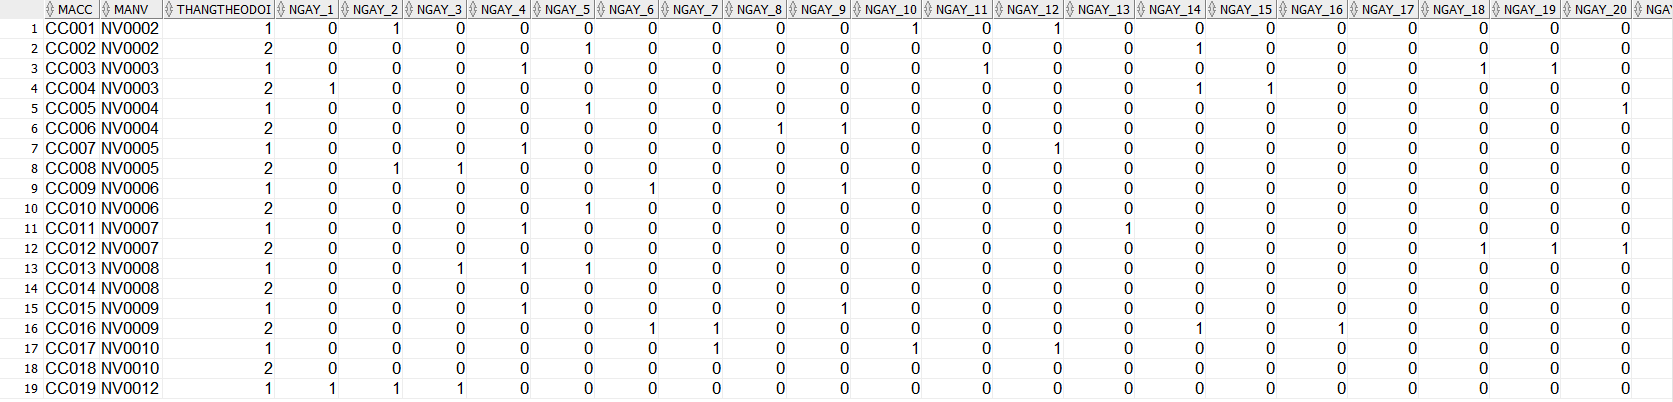 MACC MANV THANGTHEODOI NGAY_1 NGAY_2 NGAY_3 NGAY_4 NGAY_5 NGAY_6 NGAY_7 NGAY_8 NGAY_9 NGAY_10 NGAY_11 NGAY_12 NGAY_13 NGAY_14 NGAY_15 NGAY_16 NGAY_17 NGAY_18 NGAY_19 NGAY_20 NGA
1 CC001 NV0002 1 0 1 0 0 0 0 0 0 0 1 0 1 0 0 0 0 0 0 0 0
2 CC002 NV0002 2 0 0 0 0 1 0 0 0 0 0 0 0 0 1 0 0 0 0 0 0
3 CC003 NV0003 1 0 0 0 1 0 0 0 0 0 0 1 0 0 0 0 0 0 1 1 0
4 CC004 NV0003 2 1 0 0 0 0 0 0 0 0 0 0 0 0 1 1 0 0 0 0 0
5 CC005 NV0004 1 0 0 0 0 1 0 0 0 0 0 0 0 0 0 0 0 0 0 0 1
6 CC006 NV0004 2 0 0 0 0 0 0 0 1 1 0 0 0 0 0 0 0 0 0 0 0
7 CC007 NV0005 1 0 0 0 1 0 0 0 0 0 0 0 1 0 0 0 0 0 0 0 0
8 CC008 NV0005 2 0 1 1 0 0 0 0 0 0 0 0 0 0 0 0 0 0 0 0 0
9 CC009 NV0006 1 0 0 0 0 0 1 0 0 1 0 0 0 0 0 0 0 0 0 0 0
10 CC010 NV0006 2 0 0 0 0 1 0 0 0 0 0 0 0 0 0 0 0 0 0 0 0
11 CC011 NV0007 1 0 0 0 1 0 0 0 0 0 0 0 0 1 0 0 0 0 0 0 0
12 CC012 NV0007 2 0 0 0 0 0 0 0 0 0 0 0 0 0 0 0 0 0 1 1 1
13 CC013 NV0008 1 0 0 1 1 1 0 0 0 0 0 0 0 0 0 0 0 0 0 0 0
14 CC014 NV0008 2 0 0 0 0 0 0 0 0 0 0 0 0 0 0 0 0 0 0 0 0
15 CC015 NV0009 1 0 0 0 1 0 0 0 0 1 0 0 0 0 0 0 0 0 0 0 0
16 CC016 NV0009 2 0 0 0 0 0 1 1 0 0 0 0 0 0 1 0 1 0 0 0 0
17 CC017 NV0010 1 0 0 0 0 0 0 1 0 0 1 0 1 0 0 0 0 0 0 0 0
18 CC018 NV0010 2 0 0 0 0 0 0 0 0 0 0 0 0 0 0 0 0 0 0 0 0
19 CC019 NV0012 1 1 1 1 0 0 0 0 0 0 0 0 0 0 0 0 0 0 0 0 0